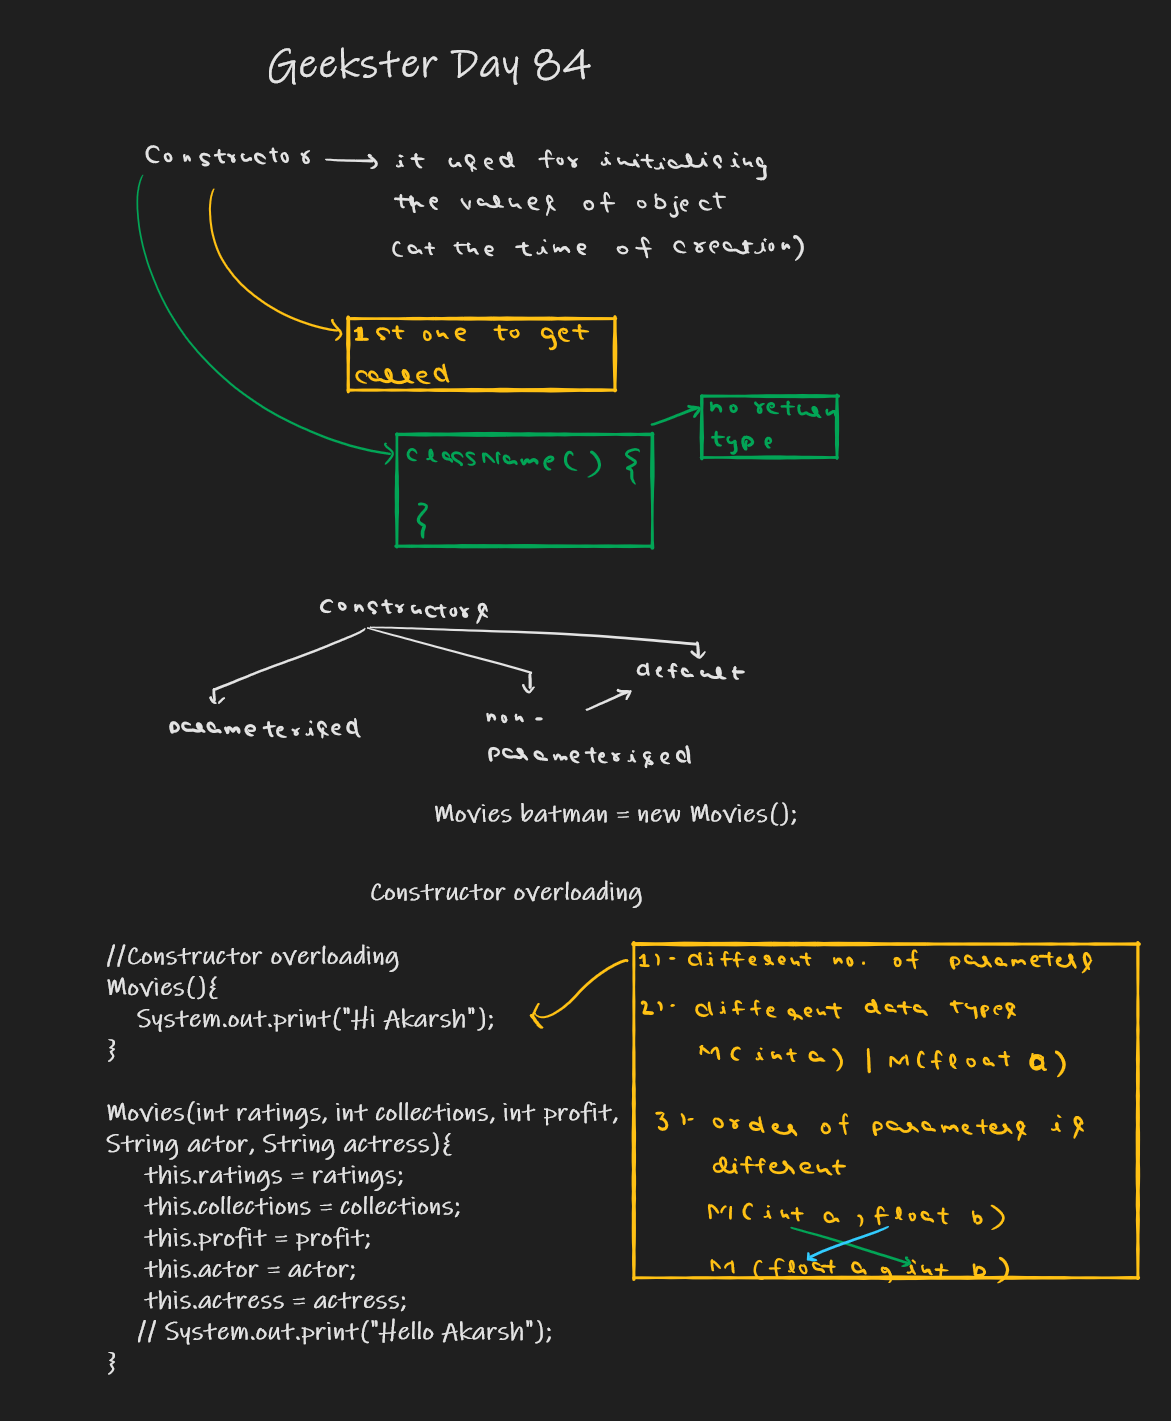 Geekster Day 84
Constructor → it used for initialising
the values of object
(at the time of creation)
1st one to get
called
no return
type
className() {
}
Constructors
default
parameterised
non-
parameterised
Movies batman = new Movies();
Constructor overloading
//Constructor overloading
Movies(){
System.out.print("Hi Akarsh");
}
Movies(int ratings, int collections, int profit,
String actor, String actress){
this.ratings = ratings;
this.collections = collections;
this.profit = profit;
this.actor = actor;
this.actress = actress;
// System.out.print("Hello Akarsh");
}
1)- different no. of parameters
2)- different data types
M(int a) | M(float a)
3)- order of parameters is
different
M(int a, float b)
M(float a, int b)